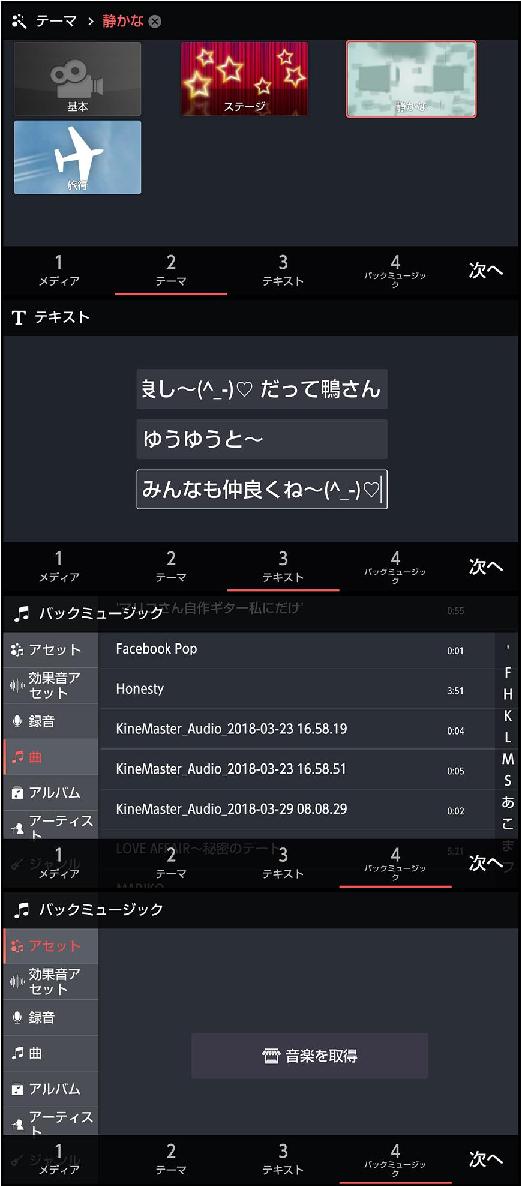 テーマ > 静かな
基本
ステージ
静かな
旅行
1 2 3 4 次へ
メディア テーマ テキスト バックミュージッ
ク
T テキスト
良し～(^_-)♡ だって鴨さん
ゆうゆうと～
みんなも仲良くね～(^_-)♡
1 2 3 4 次へ
メディア テーマ テキスト バックミュージッ
ク
さん自作ギター私にだけ 0:55
バックミュージック
アセット
効果音ア
セット
録音
曲
アルバム
アーティス
ト
ジャンル
Facebook Pop 0:01
Honesty 3:51
KineMaster_Audio_2018-03-23 16.58.19 0:04
KineMaster_Audio_2018-03-23 16.58.51 0:05
KineMaster_Audio_2018-03-29 08.08.29 0:02
LOVE AFFAIR～秘密のデート 5:21
MARIKO
'
F
H
K
L
M
S
あ
こ
ま
フ
1 2 3 4 次へ
メディア テーマ テキスト バックミュージッ
ク
バックミュージック
アセット
効果音ア
セット
録音
曲
アルバム
アーティス
ト
ジャンル
音楽を取得
1 2 3 4 次へ
メディア テーマ テキスト バックミュージッ
ク